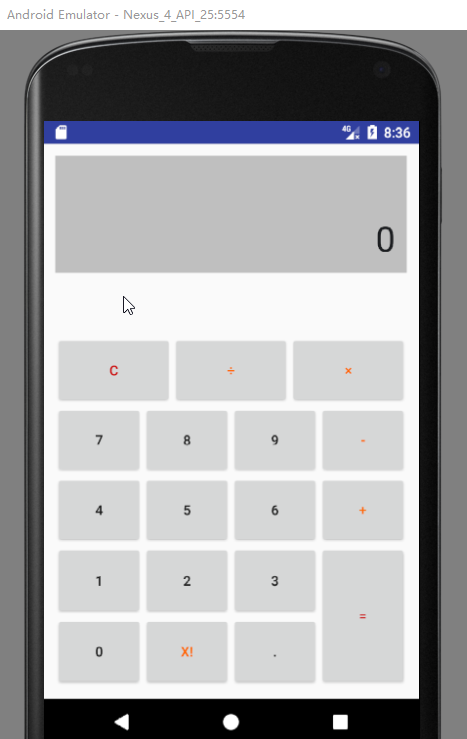 Android Emulator - Nexus_4_API_25:5554
4G 8:36
0
C ÷ ×
7 8 9 -
4 5 6 +
1 2 3
=
0 X! .